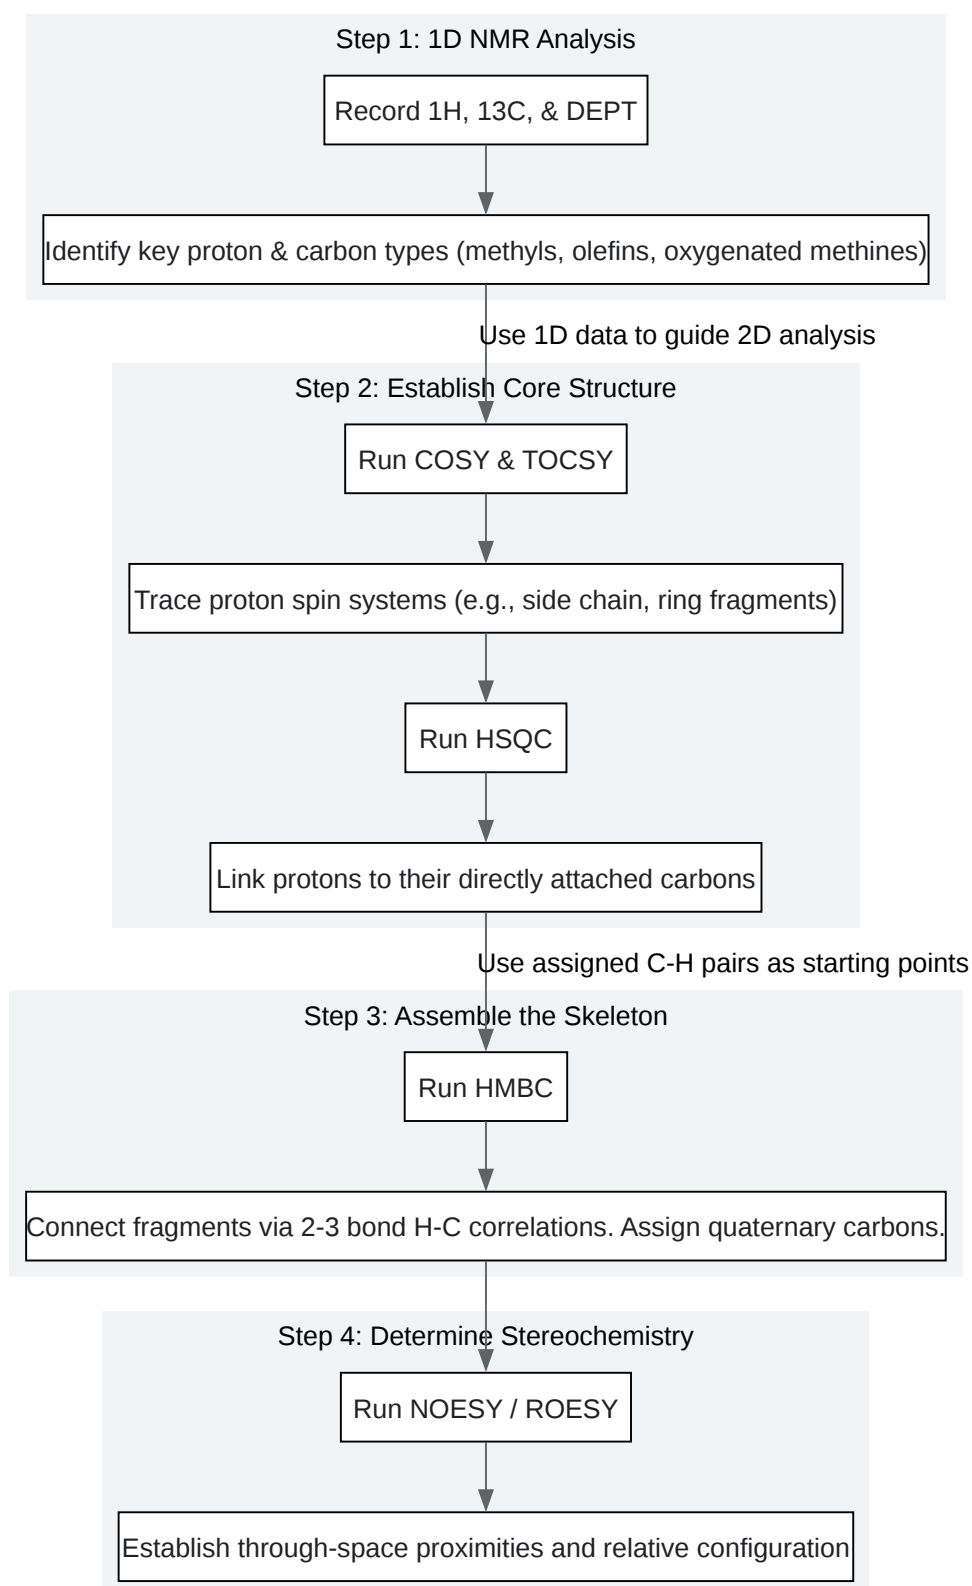 Step 1: 1D NMR Analysis
Record 1H, 13C, & DEPT
Identify key proton & carbon types (methyls, olefins, oxygenated methines)
Use 1D data to guide 2D analysis
Step 2: Establish Core Structure
Run COSY & TOCSY
Trace proton spin systems (e.g., side chain, ring fragments)
Run HSQC
Link protons to their directly attached carbons
Use assigned C-H pairs as starting points
Step 3: Assemble the Skeleton
Run HMBC
Connect fragments via 2-3 bond H-C correlations. Assign quaternary carbons.
Step 4: Determine Stereochemistry
Run NOESY / ROESY
Establish through-space proximities and relative configuration